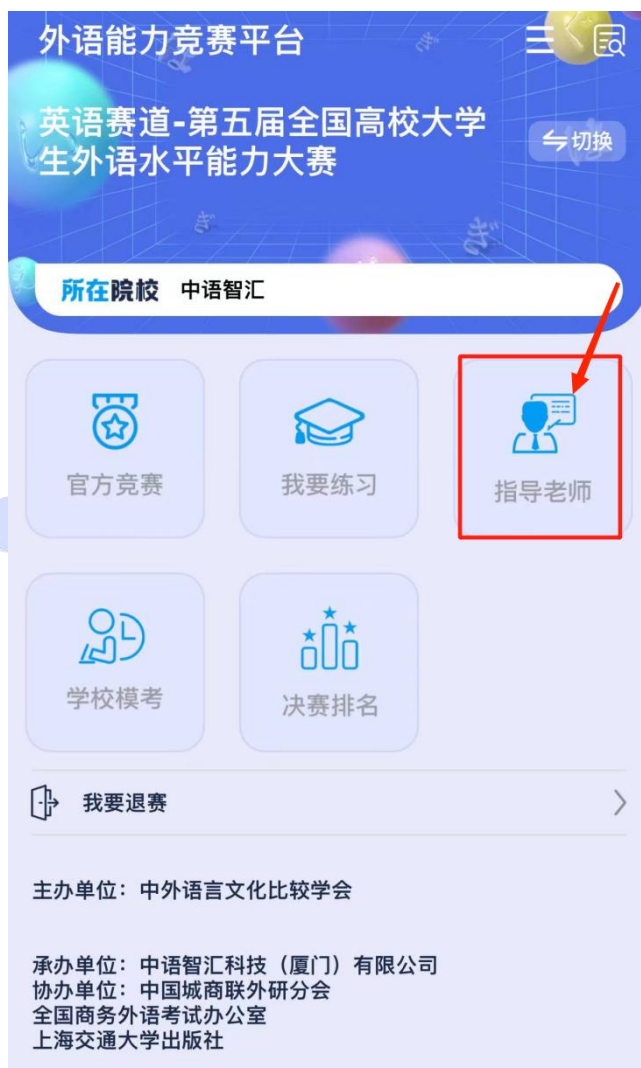 外语能力竞赛平台
英语赛道-第五届全国高校大学
生外语水平能力大赛
切换
所在院校 中语智汇
官方竞赛 我要练习 指导老师
学校模考 决赛排名
我要退赛
主办单位：中外语言文化比较学会
承办单位：中语智汇科技（厦门）有限公司
协办单位：中国城商联外研分会
全国商务外语考试办公室
上海交通大学出版社